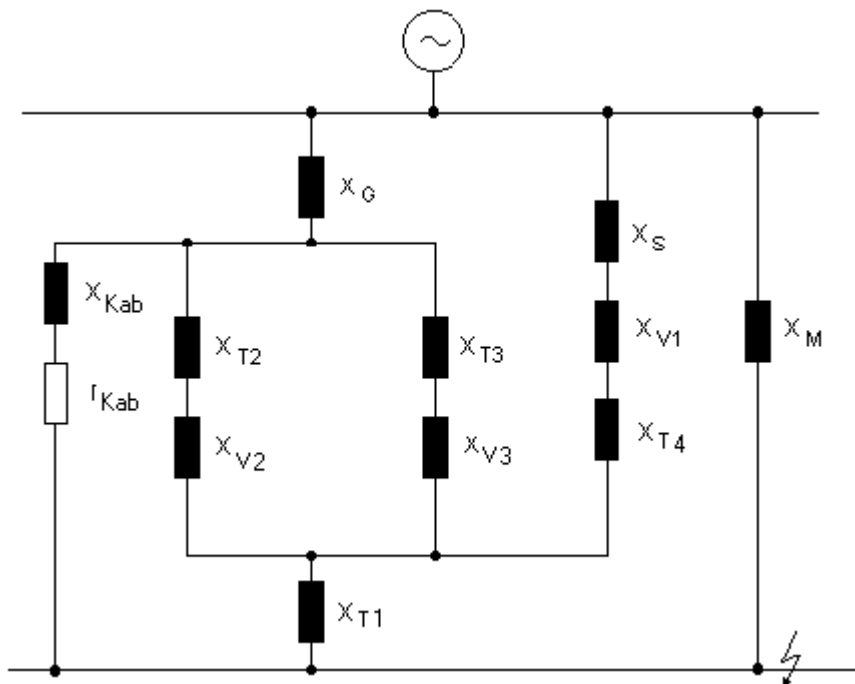 X G
X Kab
r Kab
X T2
X V2
X T3
X V3
X S
X V1
X T4
X M
X T1